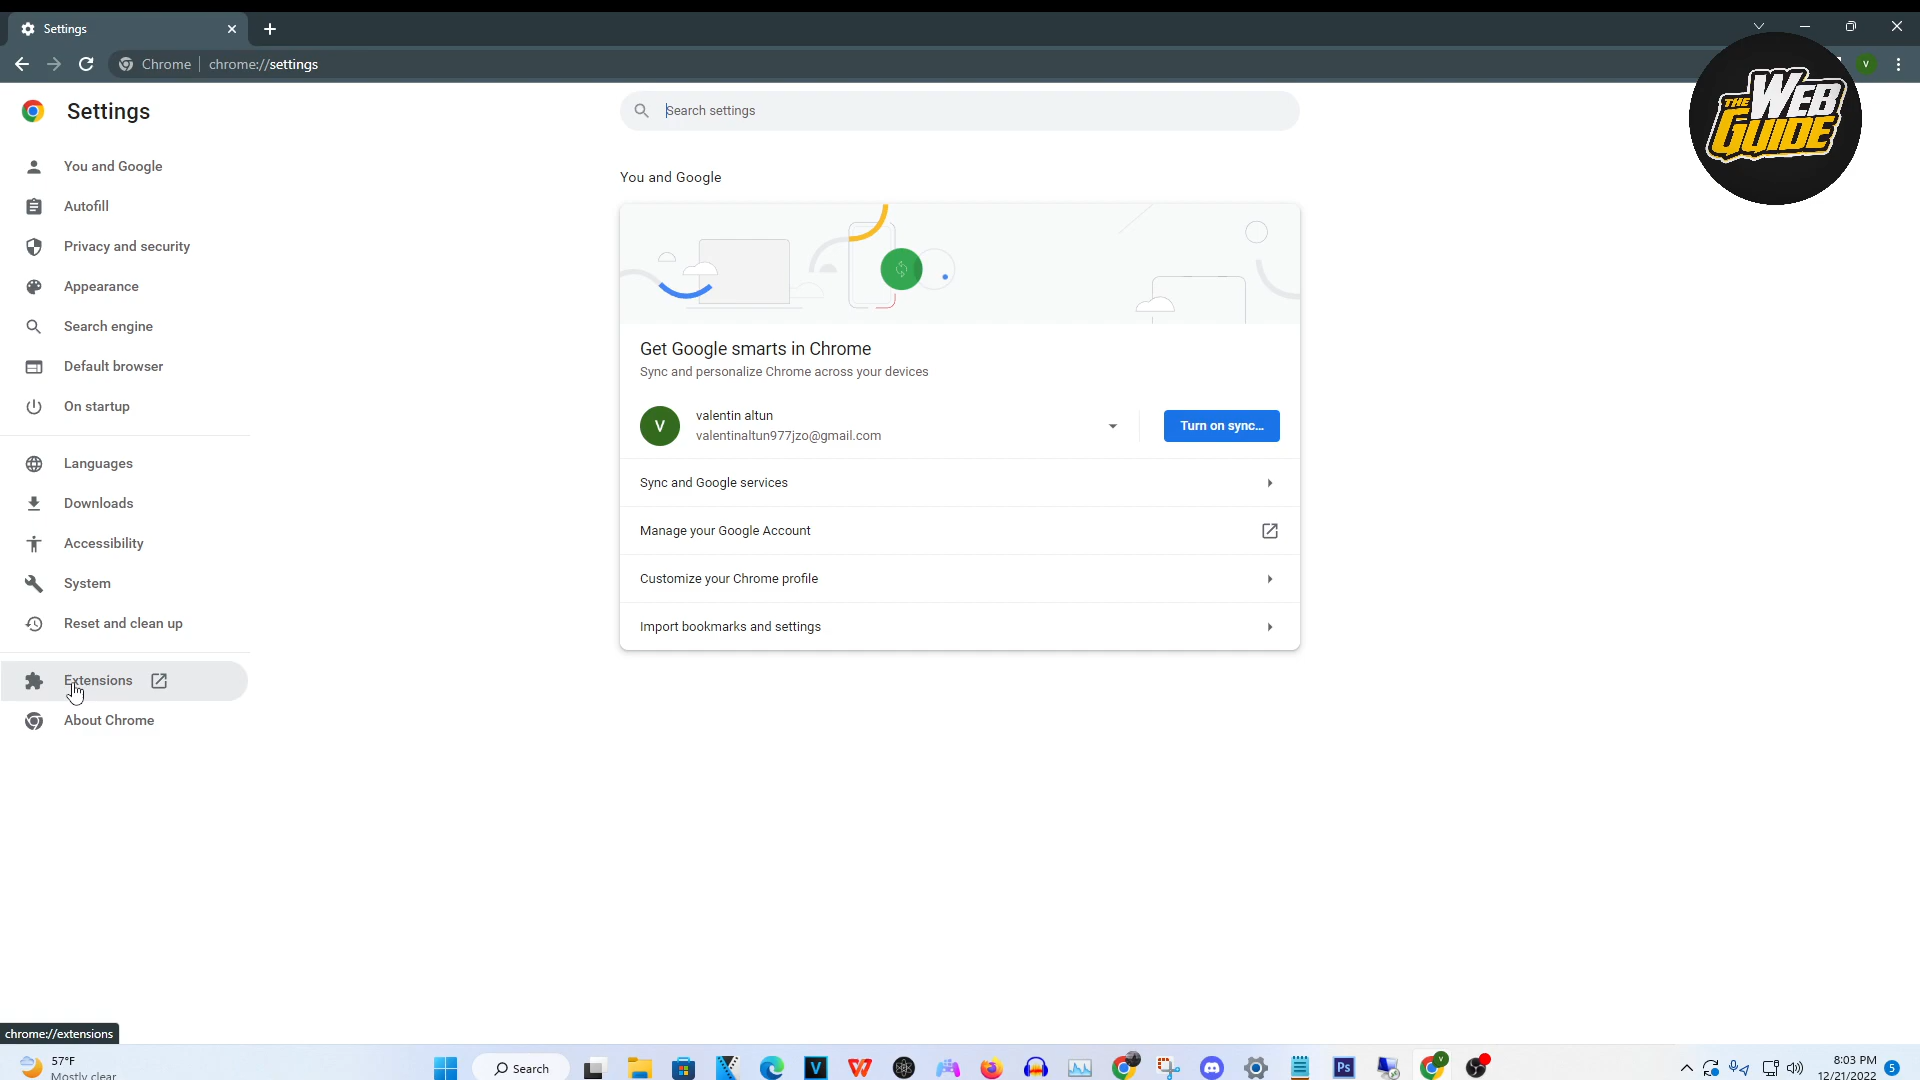 Settings
Chrome
chrome://settings
THE WEB GUIDE
V
Settings
Search settings
You and Google
Autofill
Privacy and security
Appearance
Search engine
Default browser
On startup
Languages
Downloads
Accessibility
System
Reset and clean up
Extensions
About Chrome
You and Google
Get Google smarts in Chrome
Sync and personalize Chrome across your devices
V
valentin altun
valentinaltun977jzo@gmail.com
Turn on sync...
Sync and Google services
Manage your Google Account
Customize your Chrome profile
Import bookmarks and settings
chrome://extensions
57°F
Mostly clear
Search
V
Ps
V
8:03 PM
12/21/2022
5